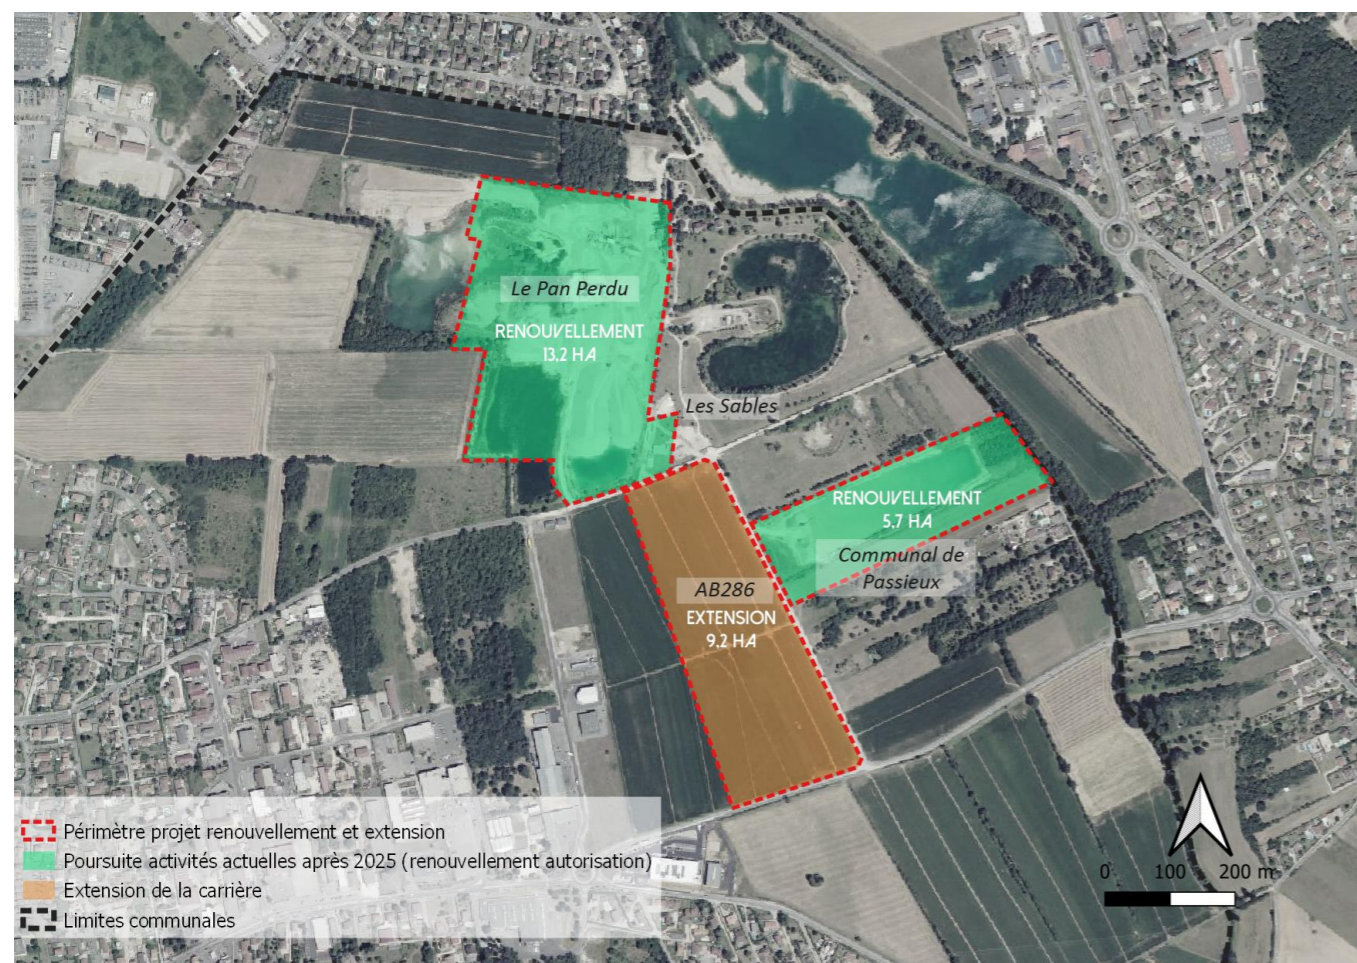 Le Pan Perdu
RENOUVELLEMENT
13,2 HA
Les Sables
RENOUVELLEMENT
5,7 HA
Communal de
Passieux
AB286
EXTENSION
9,2 HA
Périmètre projet renouvellement et extension
Poursuite activités actuelles après 2025 (renouvellement autorisation)
Extension de la carrière
Limites communales
0 100 200 m